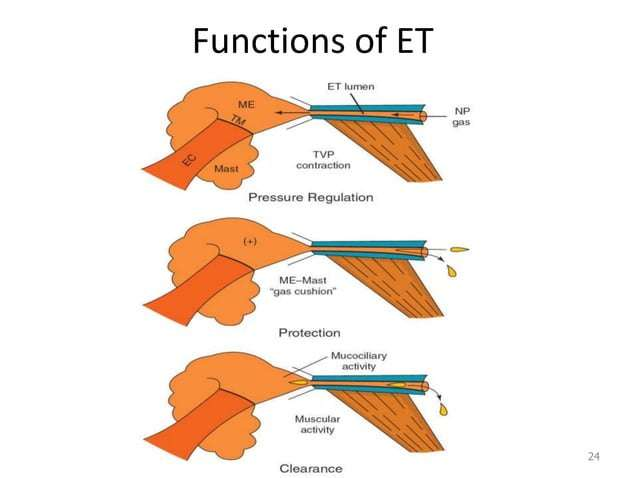 Functions of ET
ET lumen
ME
NP
gas
TM
EC
TVP
contraction
Mast
Pressure Regulation
(+)
ME–Mast
“gas cushion”
Protection
Mucociliary
activity
Muscular
activity
24
Clearance